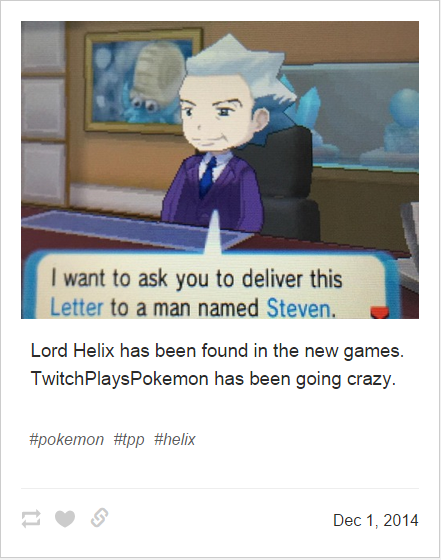 I want to ask you to deliver this
Letter to a man named Steven.
Lord Helix has been found in the new games.
TwitchPlaysPokemon has been going crazy.
#pokemon #tpp #helix
Dec 1, 2014